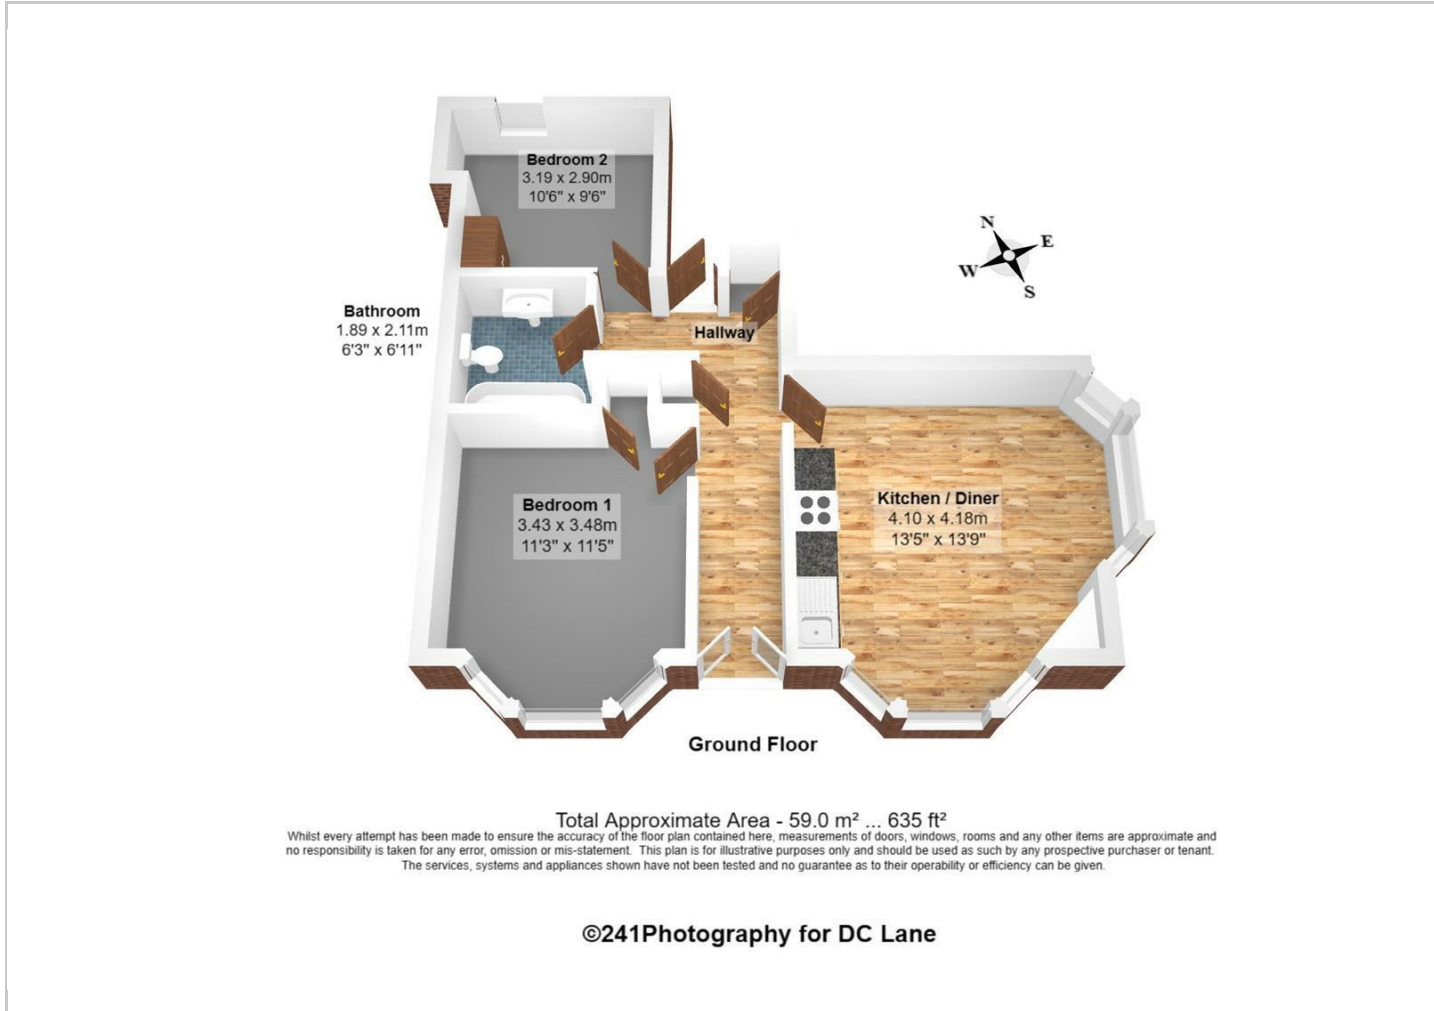 Bedroom 2
3.19 x 2.90m
10'6" x 9'6"
N
E
W
S
Bathroom
1.89 x 2.11m
6'3" x 6'11"
Hallway
Bedroom 1
3.43 x 3.48m
11'3" x 11'5"
Kitchen / Diner
4.10 x 4.18m
13'5" x 13'9"
Ground Floor
Total Approximate Area - 59.0 m² ... 635 ft²
Whilst every attempt has been made to ensure the accuracy of the floor plan contained here, measurements of doors, windows, rooms and any other items are approximate and
no responsibility is taken for any error, omission or mis-statement. This plan is for illustrative purposes only and should be used as such by any prospective purchaser or tenant.
The services, systems and appliances shown have not been tested and no guarantee as to their operability or efficiency can be given.
©241Photography for DC Lane